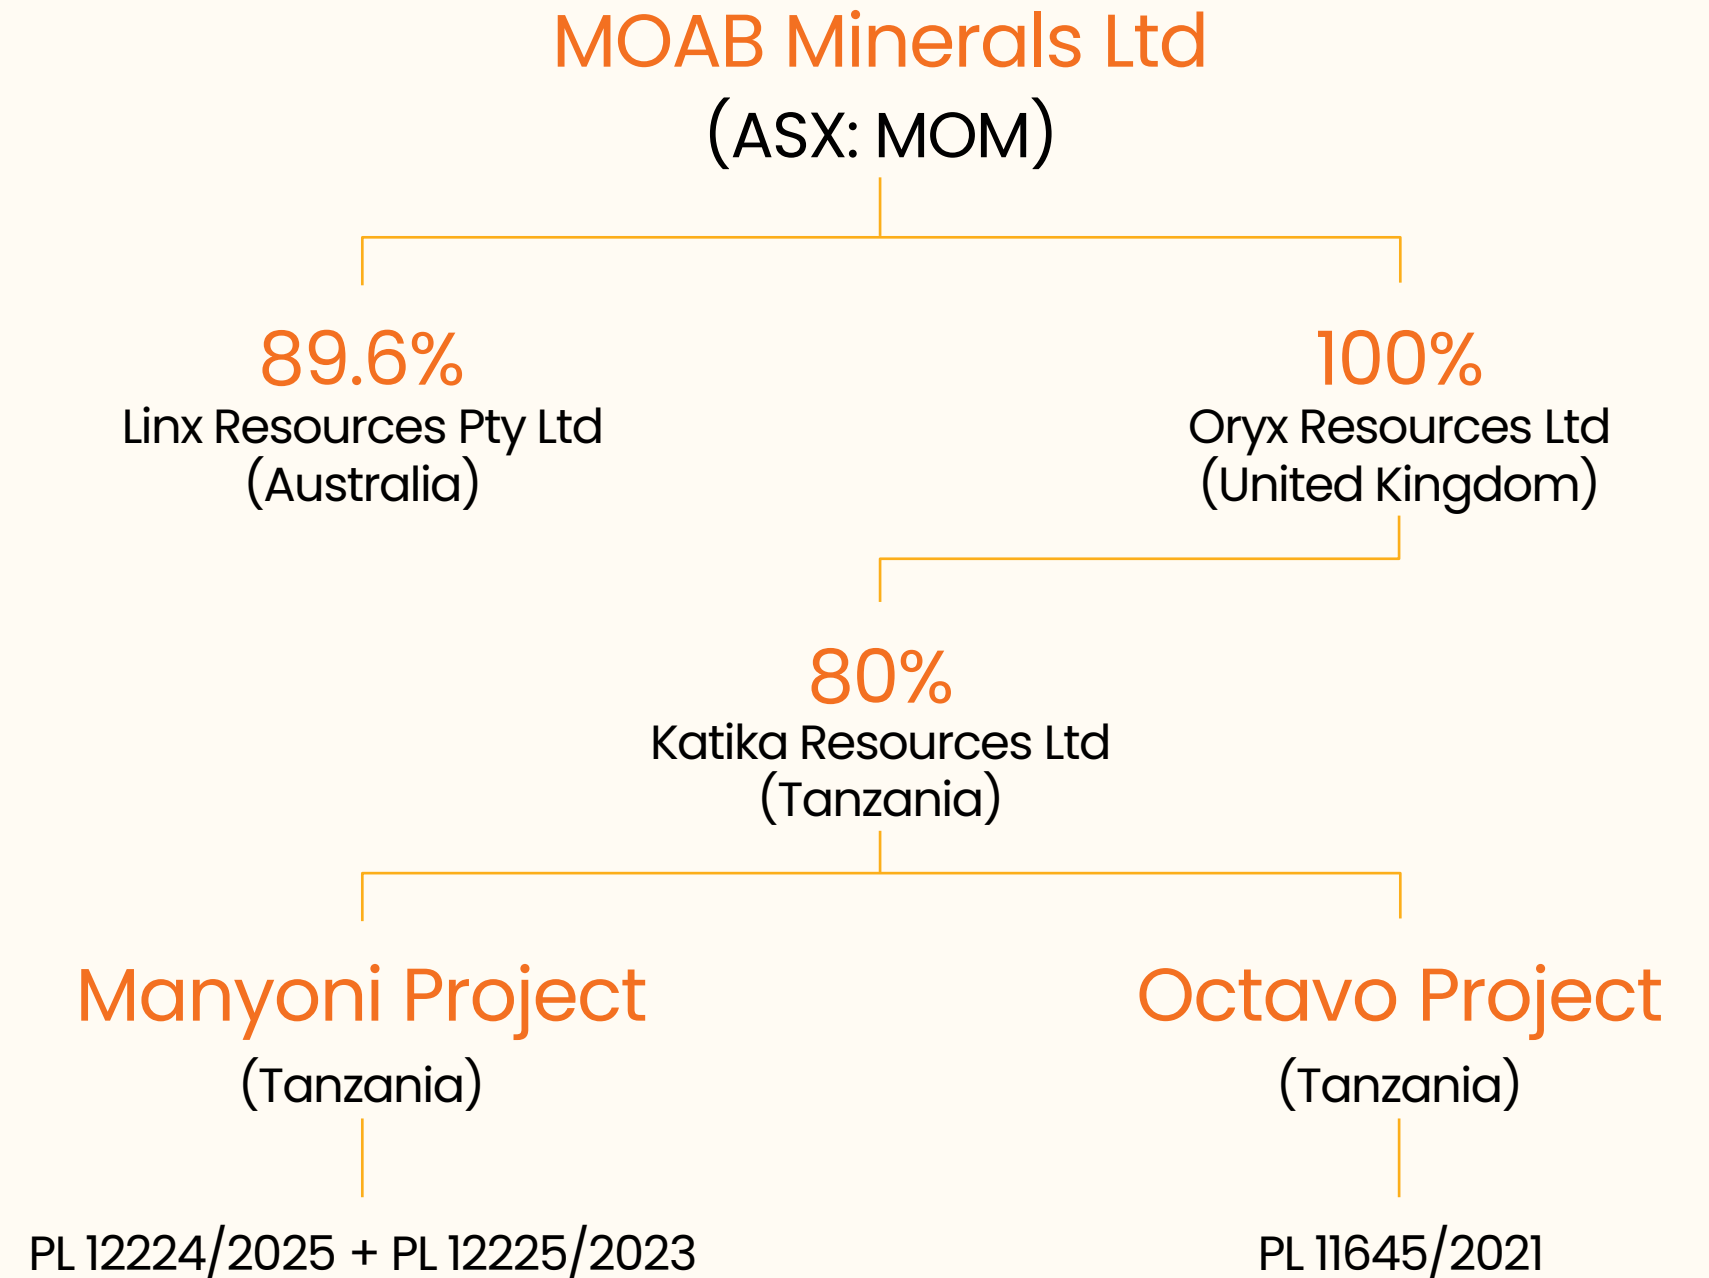 MOAB Minerals Ltd
(ASX: MOM)
89.6%
Linx Resources Pty Ltd
(Australia)
100%
Oryx Resources Ltd
(United Kingdom)
80%
Katika Resources Ltd
(Tanzania)
Manyoni Project
(Tanzania)
PL 12224/2025 + PL 12225/2023
Octavo Project
(Tanzania)
PL 11645/2021